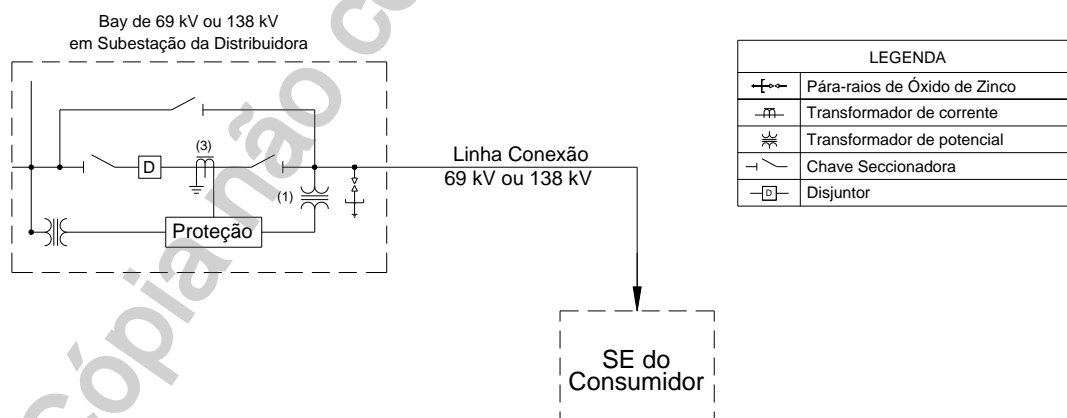 Bay de 69 kV ou 138 kV
em Subestação da Distribuidora
(3)
D
(1)
Proteção
Linha Conexão
69 kV ou 138 kV
SE do
Consumidor
LEGENDA
Pára-raios de Óxido de Zinco
Transformador de corrente
Transformador de potencial
Chave Seccionadora
D
Disjuntor
Cópia não co